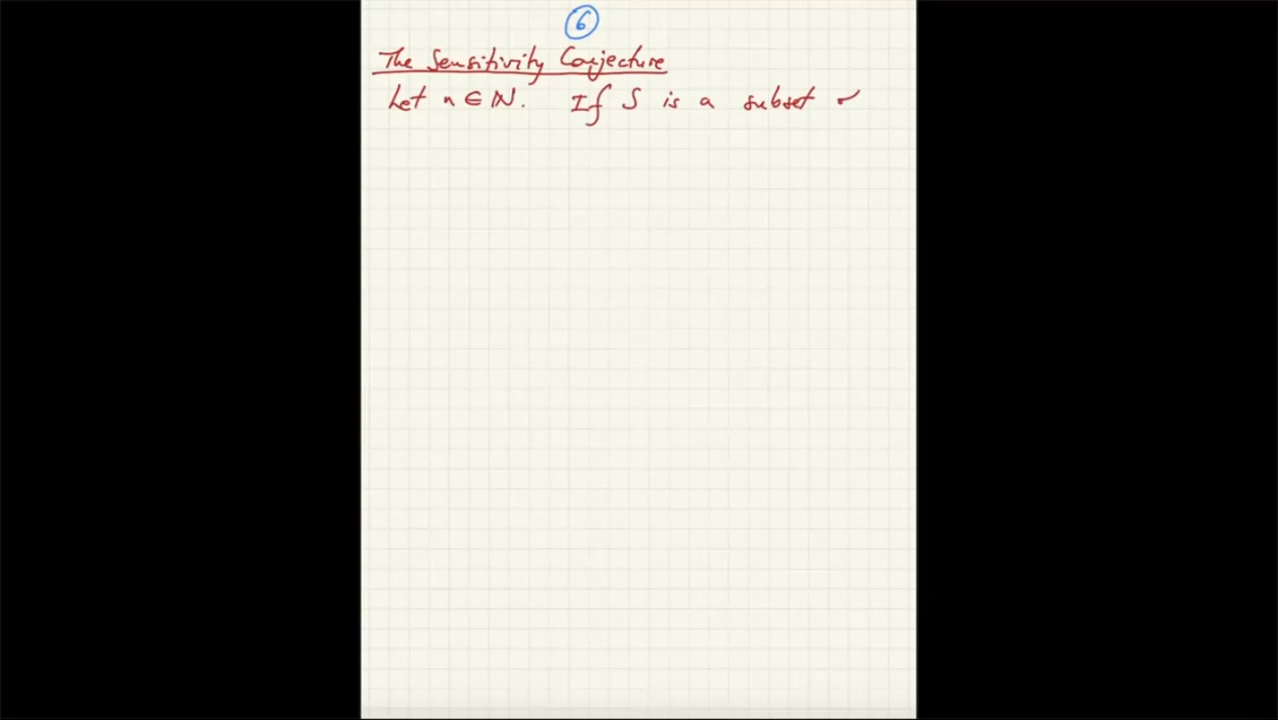 6
The Sensitivity Conjecture
Let n ∈ ℕ. If S is a subset